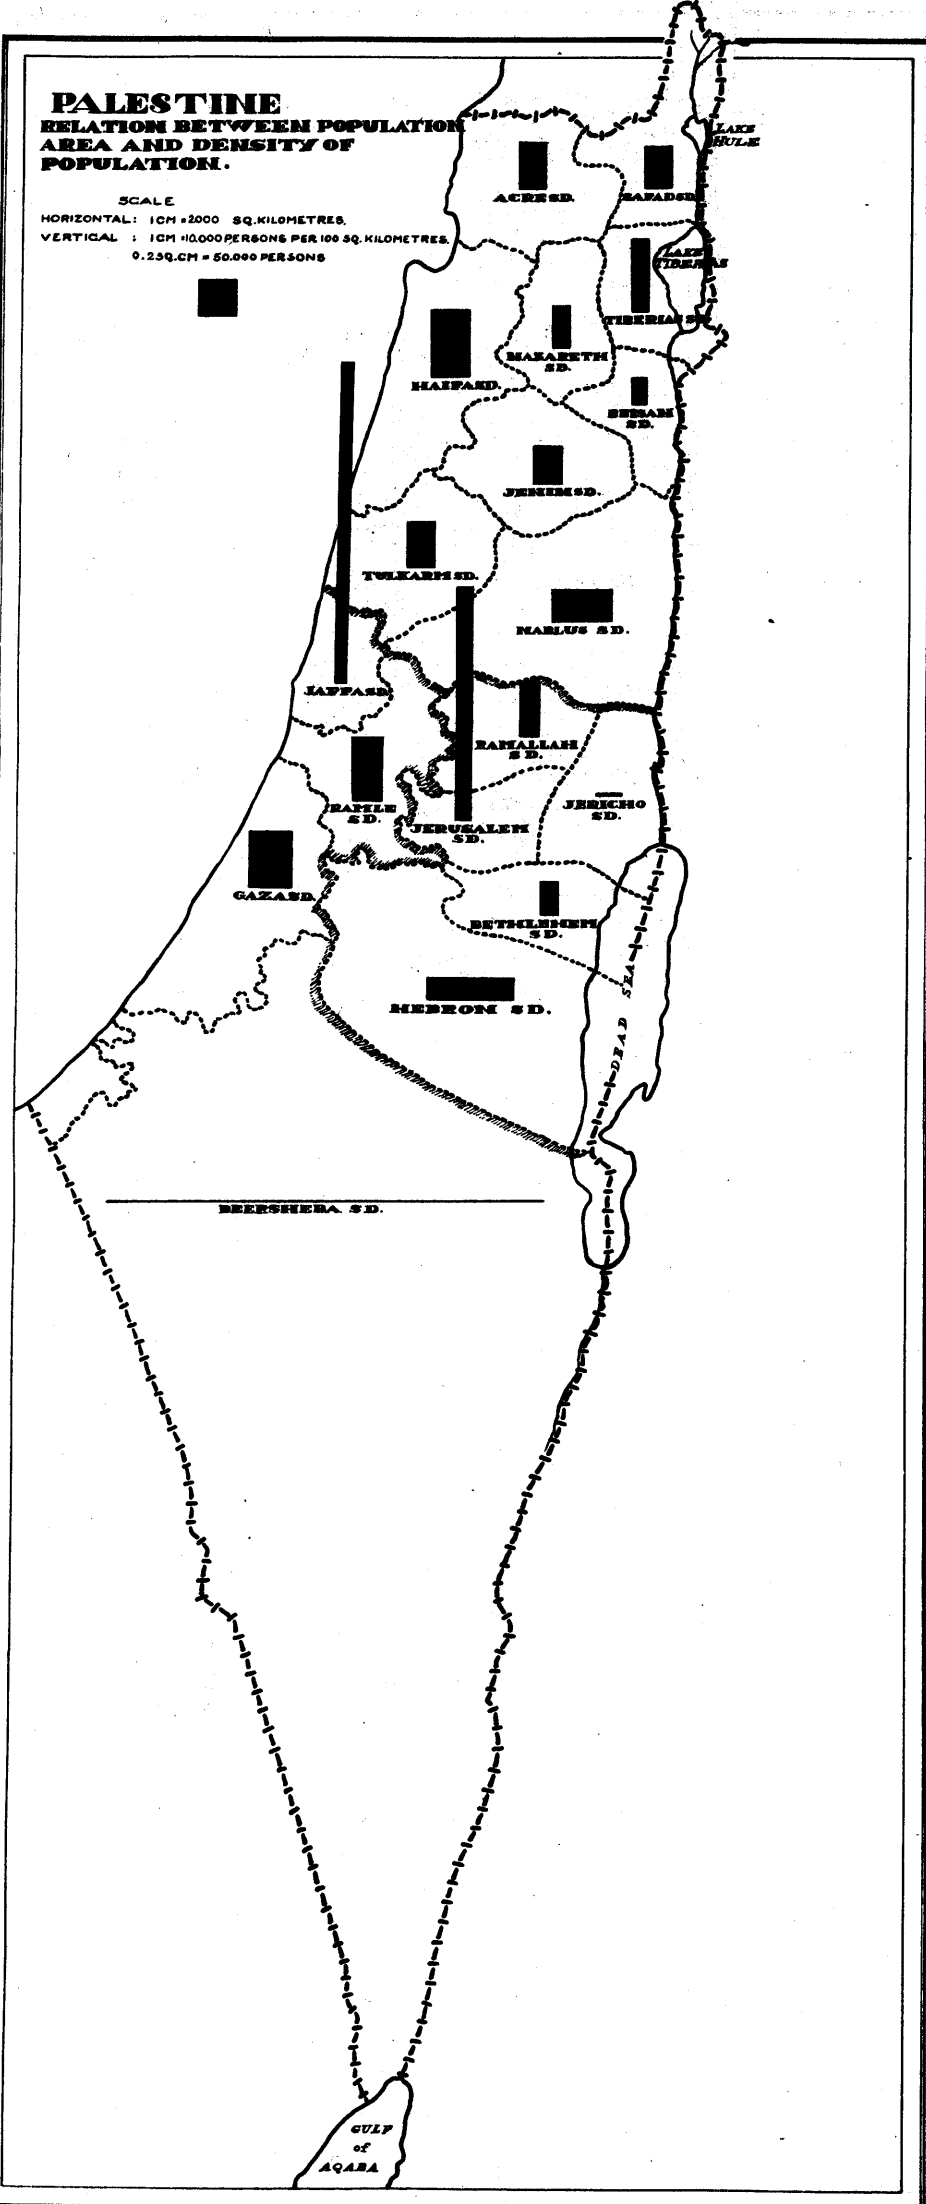 PALESTINE
RELATION BETWEEN POPULATION
AREA AND DENSITY OF
POPULATION.
SCALE
HORIZONTAL: 1CM = 2000 SQ.KILOMETRES.
VERTICAL : 1CM = 10.000 PERSONS PER 100 SQ. KILOMETRES.
0.2SQ.CM = 50.000 PERSONS
LAKE
HULE
ACRE SD.
SAFAD SD.
LAKE
TIBERIAS
TIBERIAS SD.
NAZARETH
SD.
HAIFA SD.
BEISAN
SD.
JENIN SD.
TULKARM SD.
NABLUS SD.
JAFFA SD.
RAMALLAH
SD.
RAMLE
SD.
JERICHO
SD.
JERUSALEM
SD.
GAZA SD.
BETHLEHEM
SD.
HEBRON SD.
DEAD SEA
BEERSHEBA SD.
GULF
of
AQABA